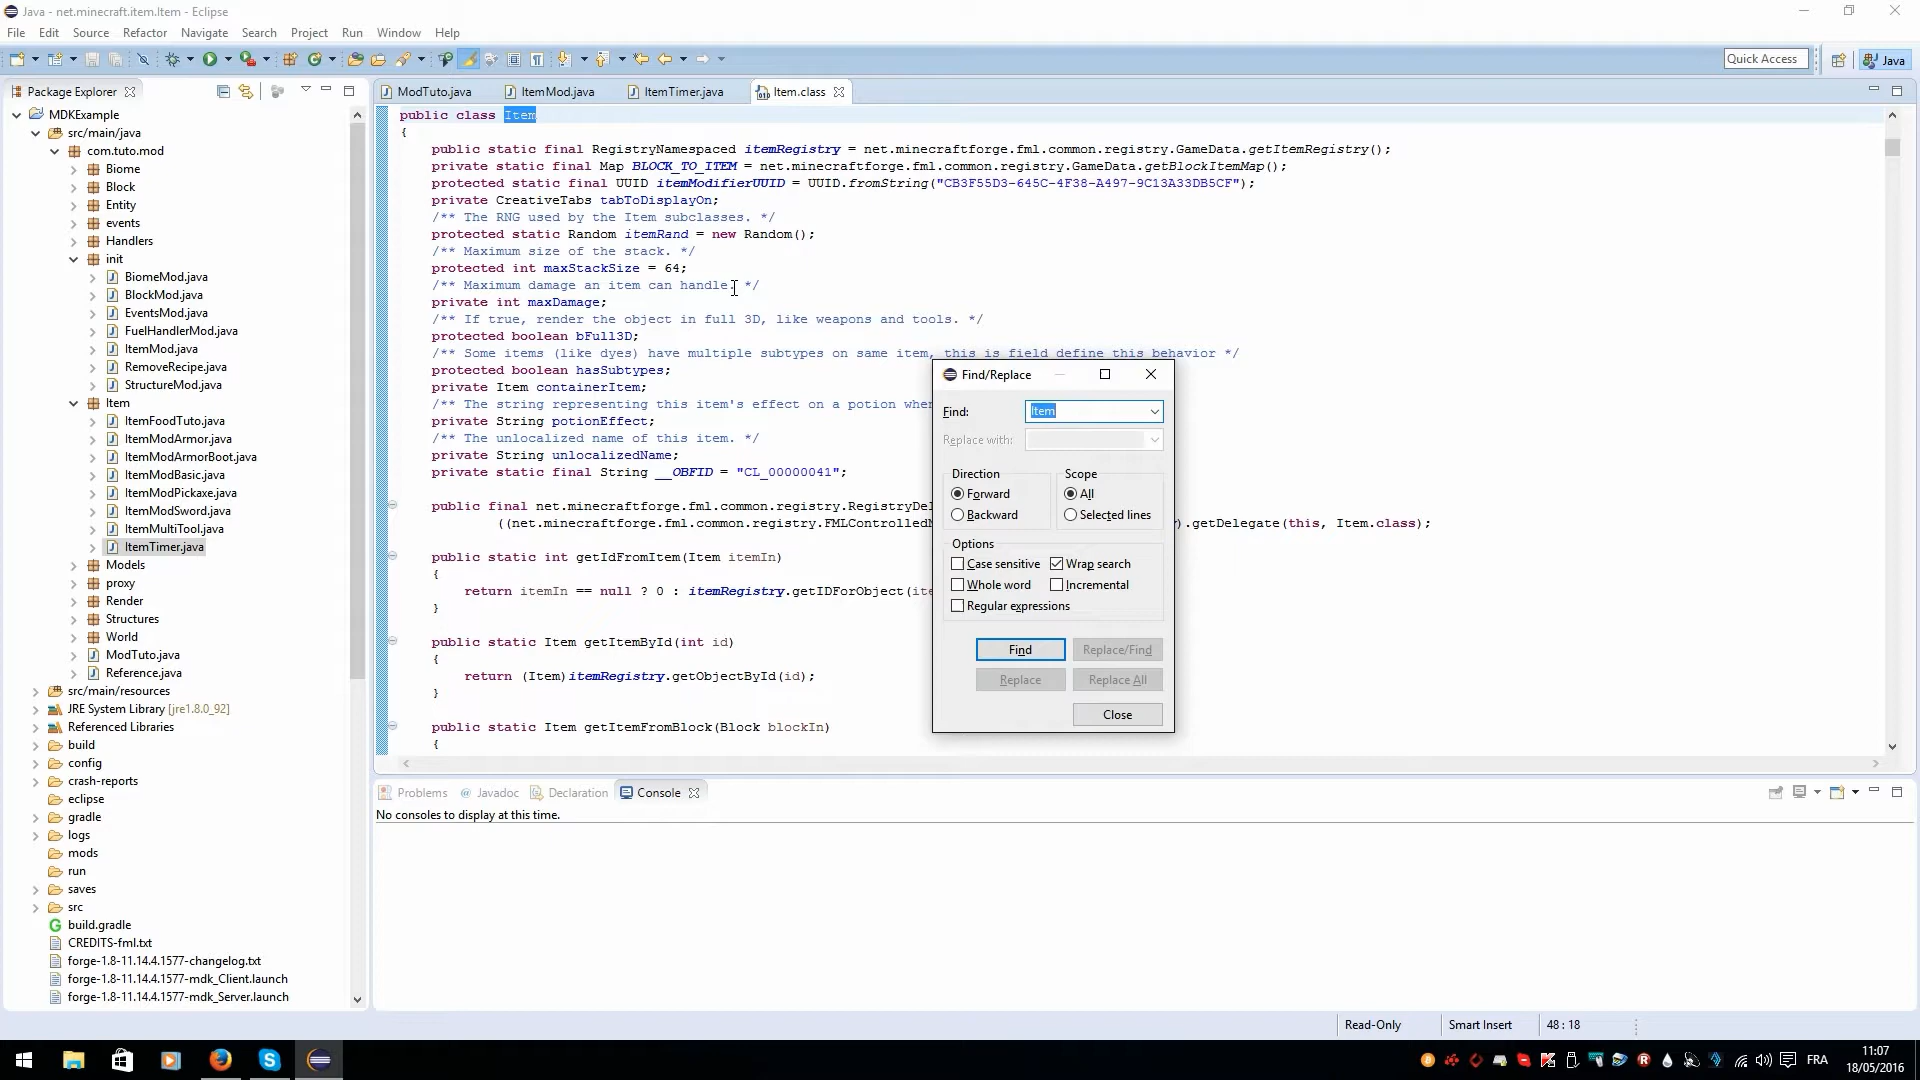 Java - net.minecraft.item.Item - Eclipse
File Edit Source Refactor Navigate Search Project Run Window Help
Quick Access
Java
Package Explorer
MDKExample
src/main/java
com.tuto.mod
Biome
Block
Entity
events
Handlers
init
BiomeMod.java
BlockMod.java
EventsMod.java
FuelHandlerMod.java
ItemMod.java
RemoveRecipe.java
StructureMod.java
Item
ItemFoodTuto.java
ItemModArmor.java
ItemModArmorBoot.java
ItemModBasic.java
ItemModPickaxe.java
ItemModSword.java
ItemMultiTool.java
ItemTimer.java
Models
proxy
Render
Structures
World
ModTuto.java
Reference.java
src/main/resources
JRE System Library [jre1.8.0_92]
Referenced Libraries
build
config
crash-reports
eclipse
gradle
logs
mods
run
saves
src
build.gradle
CREDITS-fml.txt
forge-1.8-11.14.4.1577-changelog.txt
forge-1.8-11.14.4.1577-mdk_Client.launch
forge-1.8-11.14.4.1577-mdk_Server.launch
ModTuto.java ItemMod.java ItemTimer.java Item.class
public class Item
{
public static final RegistryNamespaced itemRegistry = net.minecraftforge.fml.common.registry.GameData.getItemRegistry();
private static final Map BLOCK_TO_ITEM = net.minecraftforge.fml.common.registry.GameData.getBlockItemMap();
protected static final UUID itemModifierUUID = UUID.fromString("CB3F55D3-645C-4F38-A497-9C13A33DB5CF");
private CreativeTabs tabToDisplayOn;
/** The RNG used by the Item subclasses. */
protected static Random itemRand = new Random();
/** Maximum size of the stack. */
protected int maxStackSize = 64;
/** Maximum damage an item can handle. */
private int maxDamage;
/** If true, render the object in full 3D, like weapons and tools. */
protected boolean bFull3D;
/** Some items (like dyes) have multiple subtypes on same item, this is field define this behavior */
protected boolean hasSubtypes;
private Item containerItem;
/** The string representing this item's effect on a potion when
private String potionEffect;
/** The unlocalized name of this item. */
private String unlocalizedName;
private static final String __OBFID = "CL_00000041";
public final net.minecraftforge.fml.common.registry.RegistryDe
((net.minecraftforge.fml.common.registry.FMLControlledN ).getDelegate(this, Item.class);
public static int getIdFromItem(Item itemIn)
{
return itemIn == null ? 0 : itemRegistry.getIDForObject(ite
}
public static Item getItemById(int id)
{
return (Item)itemRegistry.getObjectById(id);
}
public static Item getItemFromBlock(Block blockIn)
{
Find/Replace
Find: Item
Replace with:
Direction Scope
Forward All
Backward Selected lines
Options
Case sensitive Wrap search
Whole word Incremental
Regular expressions
Find Replace/Find
Replace Replace All
Close
Problems @ Javadoc Declaration Console
No consoles to display at this time.
Read-Only Smart Insert 48 : 18
FRA
11:07
18/05/2016